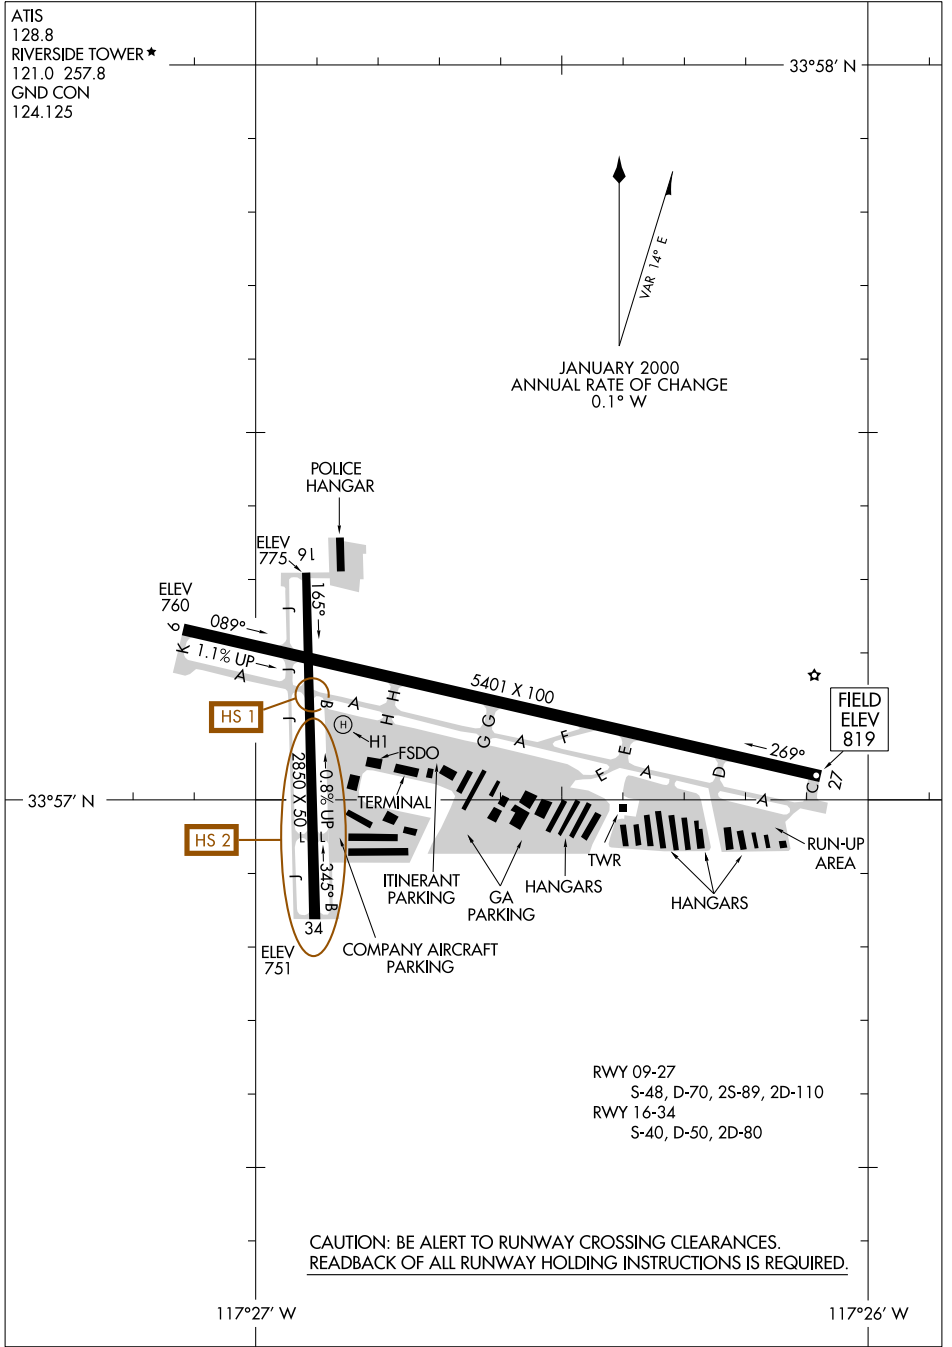 ATIS
128.8
RIVERSIDE TOWER ★
121.0 257.8
GND CON
124.125
33°58' N
VAR 14° E
JANUARY 2000
ANNUAL RATE OF CHANGE
0.1° W
POLICE
HANGAR
ELEV
775
16
165°
ELEV
760
9
089°
1.1% UP
K
A
J
J
J
J
HS 1
B
A
H
H
H
H1
G
G
5401 X 100
A
F
E
E
A
D
A
C
269°
27
FIELD
ELEV
819
FSDO
TERMINAL
33°57' N
2850 X 50
0.8% UP
HS 2
L
L
345°
B
34
ELEV
751
ITINERANT
PARKING
GA
PARKING
HANGARS
TWR
HANGARS
RUN-UP
AREA
COMPANY AIRCRAFT
PARKING
RWY 09-27
S-48, D-70, 2S-89, 2D-110
RWY 16-34
S-40, D-50, 2D-80
CAUTION: BE ALERT TO RUNWAY CROSSING CLEARANCES.
READBACK OF ALL RUNWAY HOLDING INSTRUCTIONS IS REQUIRED.
117°27' W
117°26' W